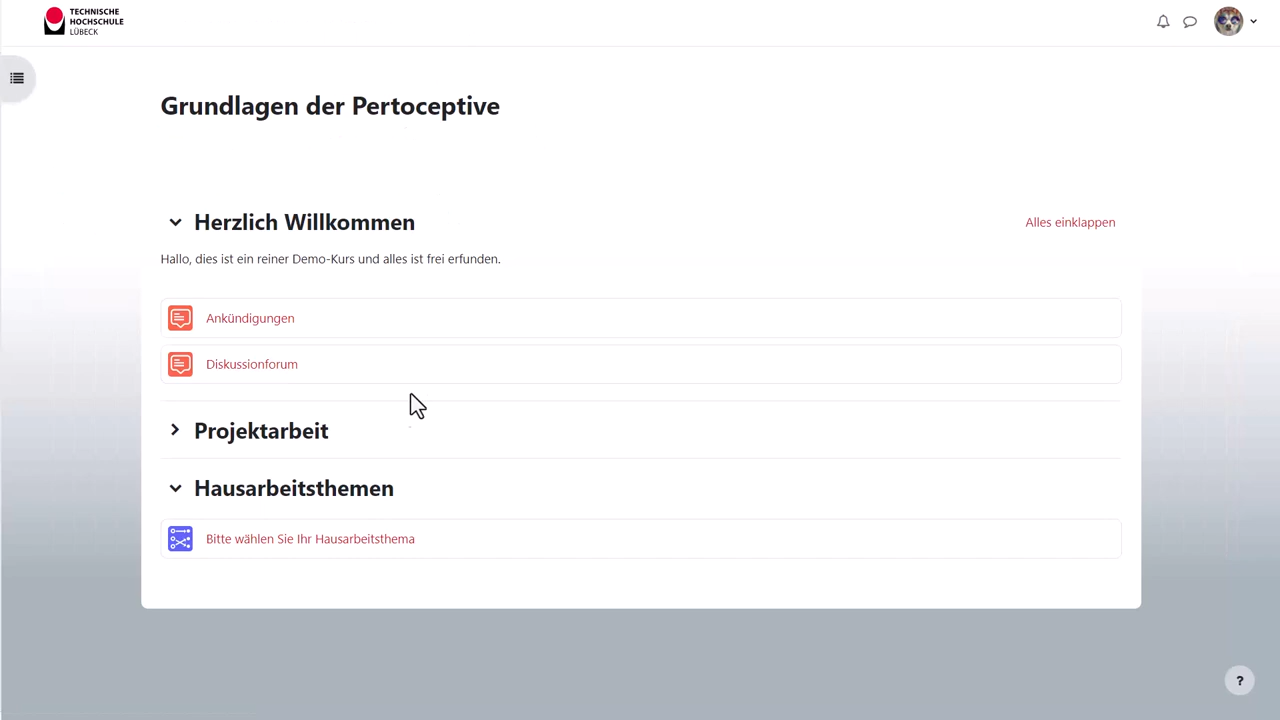 TECHNISCHE
HOCHSCHULE
LÜBECK
Grundlagen der Pertoceptive
Herzlich Willkommen
Alles einklappen
Hallo, dies ist ein reiner Demo-Kurs und alles ist frei erfunden.
Ankündigungen
Diskussionforum
Projektarbeit
Hausarbeitsthemen
Bitte wählen Sie Ihr Hausarbeitsthema
?